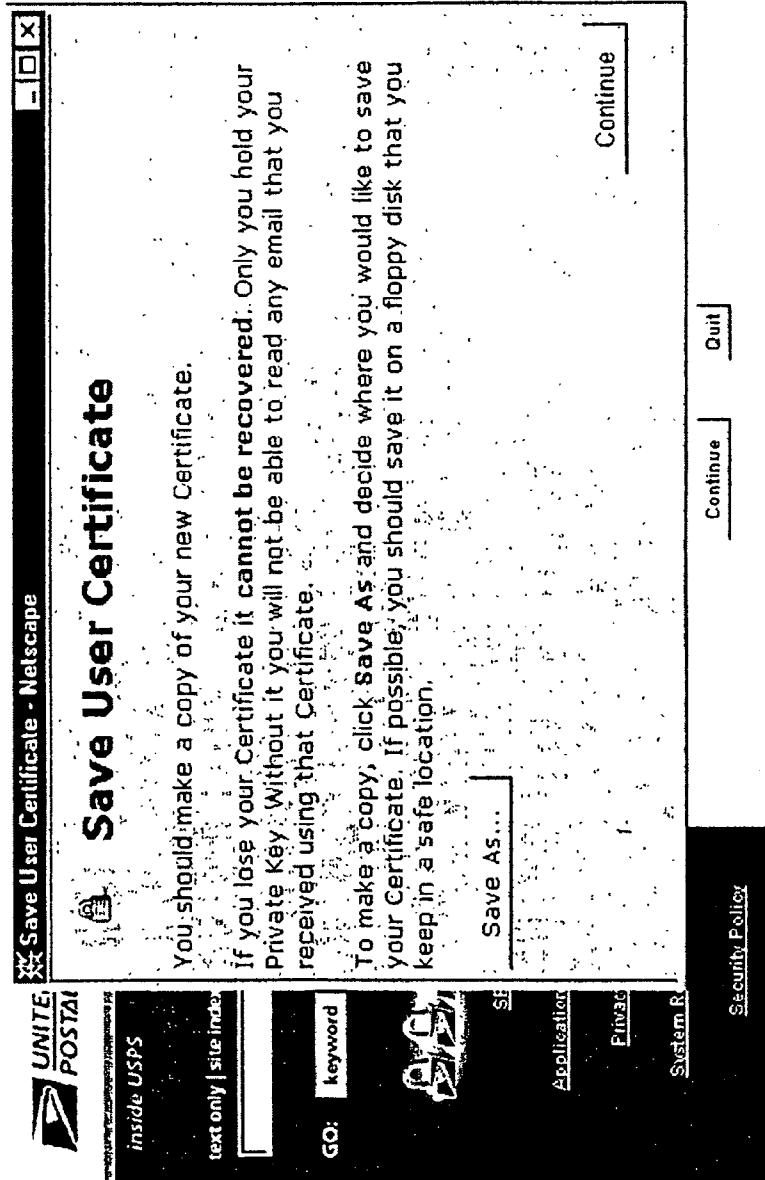 Save User Certificate - Netscape
UNITE
POSTAL
inside USPS
text only | site index
GO:
keyword
Application
Privac
System R
Security Policy
Save User Certificate
You should make a copy of your new Certificate.
If you lose your Certificate it cannot be recovered. Only you hold your
Private Key. Without it you will not be able to read any email that you
received using that Certificate.
To make a copy, click Save As and decide where you would like to save
your Certificate. If possible, you should save it on a floppy disk that you
keep in a safe location.
Save As...
Continue
Continue
Quit